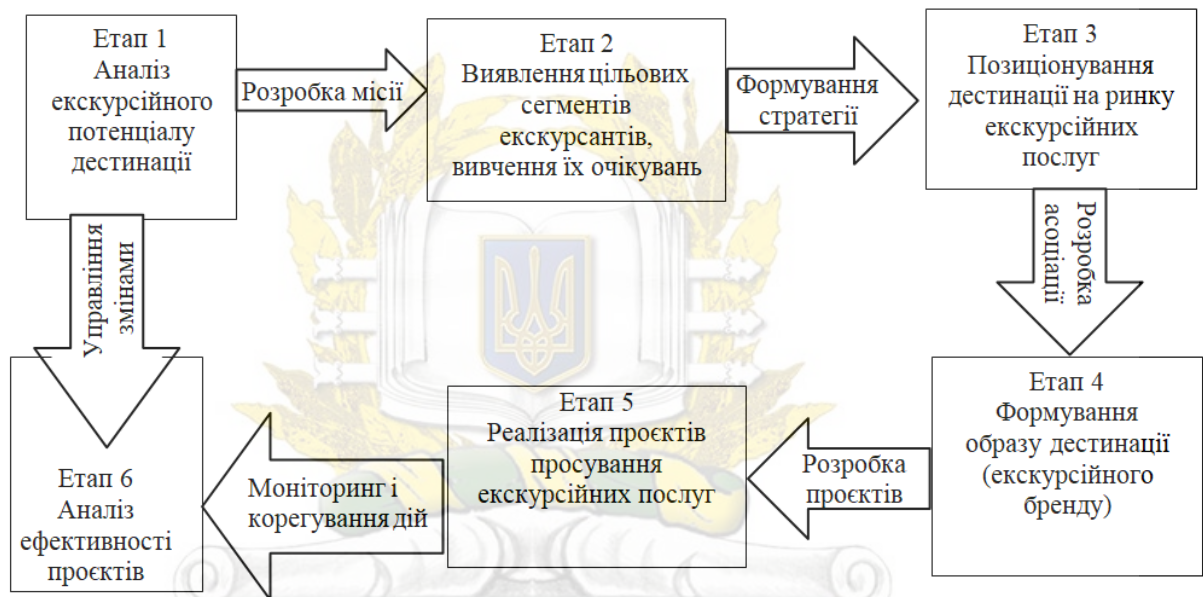 Етап 1
Аналіз
екскурсійного
потенціалу
дестинації
Розробка місії
Етап 2
Виявлення цільових
сегментів
екскурсантів,
вивчення їх очікувань
Формування
стратегії
Етап 3
Позиціонування
дестинації на ринку
екскурсійних
послуг
Розробка
асоціації
Етап 4
Формування
образу дестинації
(екскурсійного
бренду)
Розробка
проєктів
Етап 5
Реалізація проєктів
просування
екскурсійних послуг
Моніторинг і
корегування дій
Етап 6
Аналіз
ефективності
проєктів
Управління
змінами